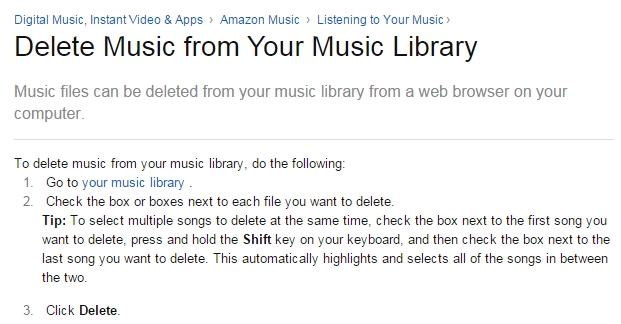 Digital Music, Instant Video & Apps › Amazon Music › Listening to Your Music ›
Delete Music from Your Music Library
Music files can be deleted from your music library from a web browser on your
computer.
To delete music from your music library, do the following:
1. Go to your music library .
2. Check the box or boxes next to each file you want to delete.
Tip: To select multiple songs to delete at the same time, check the box next to the first song you
want to delete, press and hold the Shift key on your keyboard, and then check the box next to the
last song you want to delete. This automatically highlights and selects all of the songs in between
the two.
3. Click Delete.